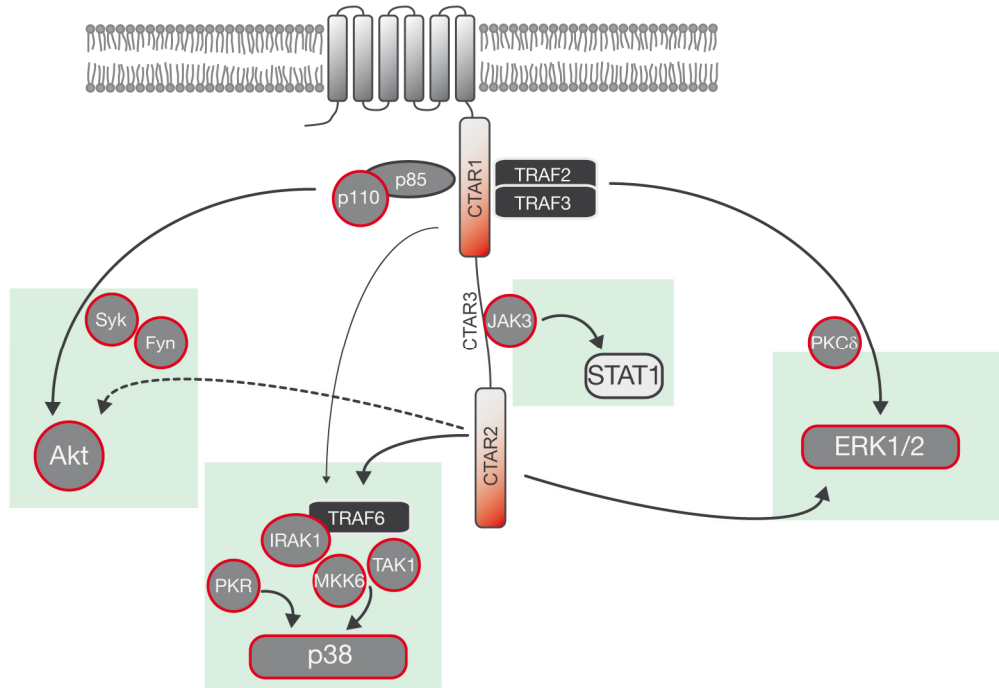 CTAR1
p85
p110
TRAF2
TRAF3
Syk
Fyn
CTAR3
JAK3
STAT1
PKCδ
Akt
CTAR2
ERK1/2
TRAF6
IRAK1
TAK1
MKK6
PKR
p38